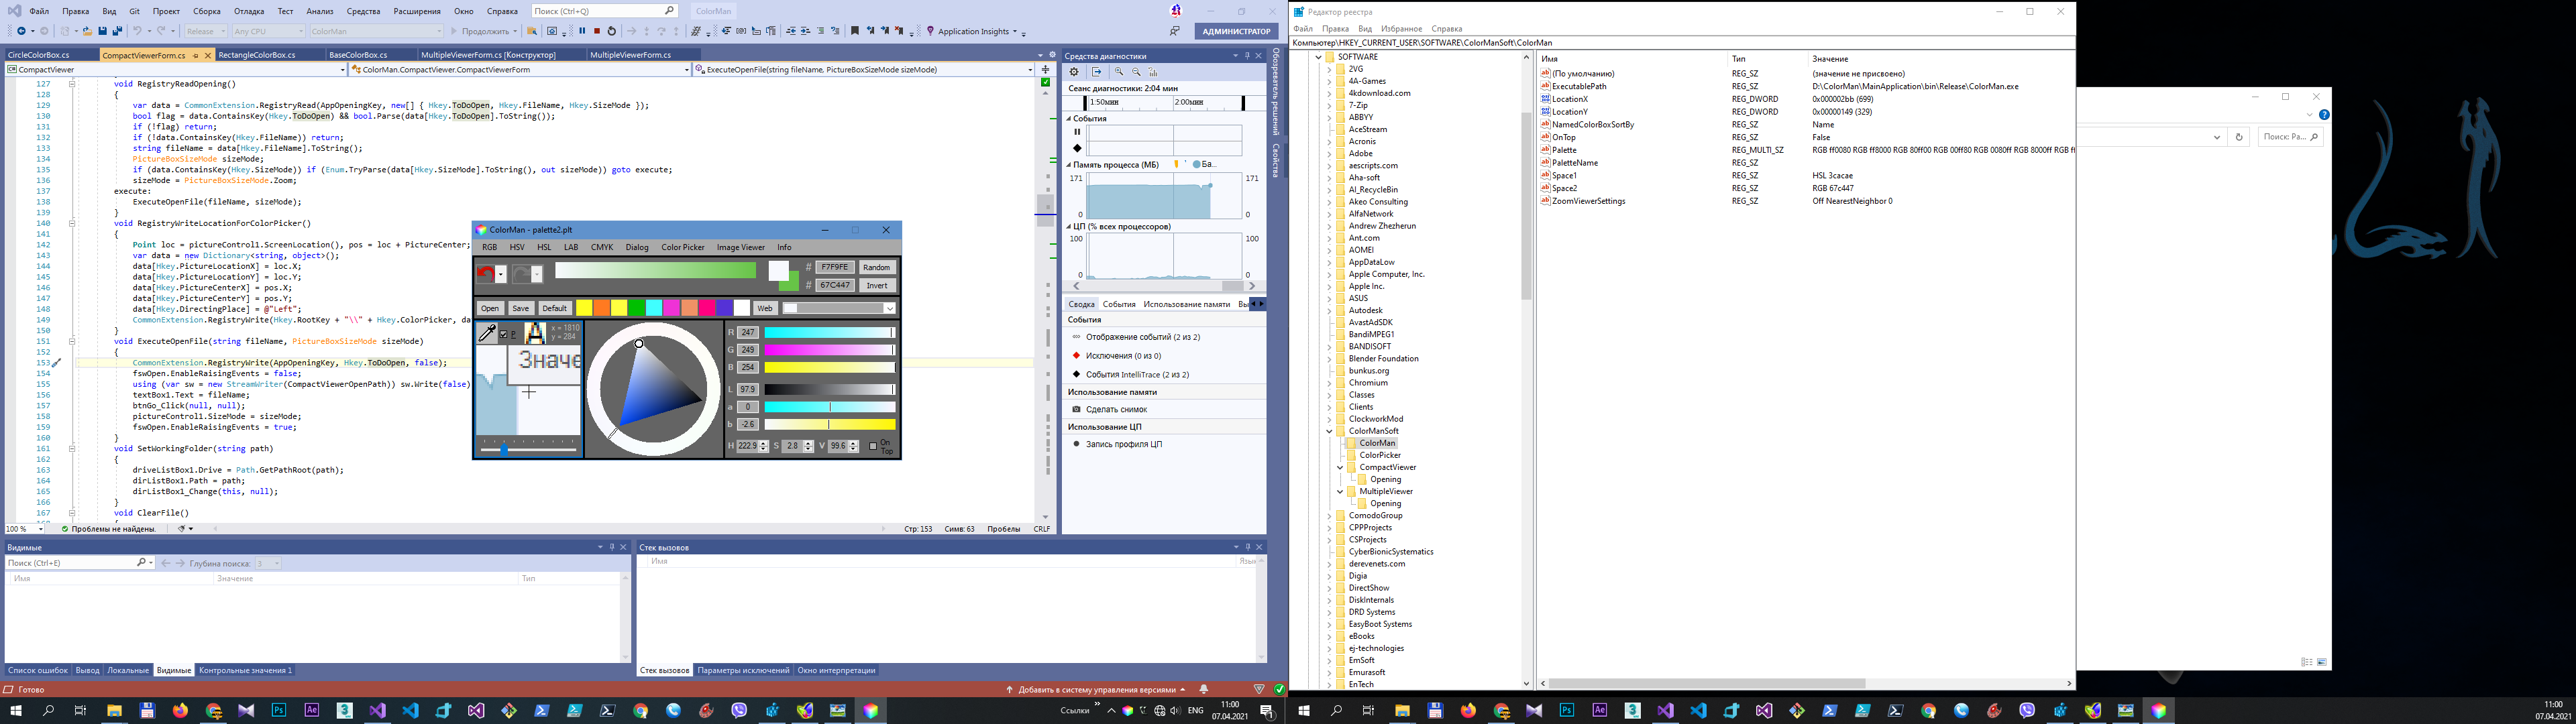 Файл Правка Вид Git Проект Сборка Отладка Тест Анализ Средства Расширения Окно Справка Поиск (Ctrl+Q) ColorMan
Release Any CPU ColorMan Продолжить Application Insights АДМИНИСТРАТОР
CircleColorBox.cs CompactViewerForm.cs RectangleColorBox.cs BaseColorBox.cs MultipleViewerForm.cs [Конструктор] MultipleViewerForm.cs
CompactViewer ColorMan.CompactViewer.CompactViewerForm ExecuteOpenFile(string fileName, PictureBoxSizeMode sizeMode)
127 void RegistryReadOpening()
128 {
129 var data = CommonExtension.RegistryRead(AppOpeningKey, new[] { Hkey.ToDoOpen, Hkey.FileName, Hkey.SizeMode });
130 bool flag = data.ContainsKey(Hkey.ToDoOpen) && bool.Parse(data[Hkey.ToDoOpen].ToString());
131 if (!flag) return;
132 if (!data.ContainsKey(Hkey.FileName)) return;
133 string fileName = data[Hkey.FileName].ToString();
134 PictureBoxSizeMode sizeMode;
135 if (data.ContainsKey(Hkey.SizeMode)) if (Enum.TryParse(data[Hkey.SizeMode].ToString(), out sizeMode)) goto execute;
136 sizeMode = PictureBoxSizeMode.Zoom;
137 execute:
138 ExecuteOpenFile(fileName, sizeMode);
139 }
140 void RegistryWriteLocationForColorPicker()
141 {
142 Point loc = pictureControl1.ScreenLocation(), pos = loc + PictureCenter;
143 var data = new Dictionary<string, object>();
144 data[Hkey.PictureLocationX] = loc.X;
145 data[Hkey.PictureLocationY] = loc.Y;
146 data[Hkey.PictureCenterX] = pos.X;
147 data[Hkey.PictureCenterY] = pos.Y;
148 data[Hkey.DirectingPlace] = @"Left";
149 CommonExtension.RegistryWrite(Hkey.RootKey + "\\" + Hkey.ColorPicker, da
150 }
151 void ExecuteOpenFile(string fileName, PictureBoxSizeMode sizeMode)
152 {
153 CommonExtension.RegistryWrite(AppOpeningKey, Hkey.ToDoOpen, false);
154 fswOpen.EnableRaisingEvents = false;
155 using (var sw = new StreamWriter(CompactViewerOpenPath)) sw.Write(false)
156 textBox1.Text = fileName;
157 btnGo_Click(null, null);
158 pictureControl1.SizeMode = sizeMode;
159 fswOpen.EnableRaisingEvents = true;
160 }
161 void SetWorkingFolder(string path)
162 {
163 driveListBox1.Drive = Path.GetPathRoot(path);
164 dirListBox1.Path = path;
165 dirListBox1_Change(this, null);
166 }
167 void ClearFile()
100 % Проблемы не найдены. Стр: 153 Симв: 63 Пробелы CRLF
ColorMan - palette2.plt
RGB HSV HSL LAB CMYK Dialog Color Picker Image Viewer Info
# F7F9FE Random
# 67C447 Invert
Open Save Default Web
x = 1810
y = 284
Значе
R 247
G 249
B 254
L 97.9
a 0
b -2.6
H 222.9 S 2.8 V 99.6 On Top
Средства диагностики
Сеанс диагностики: 2:04 мин
1:50мин 2:00мин
События
Память процесса (МБ) Ба...
171 171
0 0
ЦП (% всех процессоров)
100 100
0 0
Сводка События Использование памяти
События
Отображение событий (2 из 2)
Исключения (0 из 0)
События IntelliTrace (2 из 2)
Использование памяти
Сделать снимок
Использование ЦП
Запись профиля ЦП
Обозреватель решений Свойства
Видимые
Поиск (Ctrl+E) Глубина поиска: 3
Имя Значение Тип
Список ошибок Вывод Локальные Видимые Контрольные значения 1
Стек вызовов
Имя Язык
Стек вызовов Параметры исключений Окно интерпретации
Готово Добавить в систему управления версиями
Ссылки ENG 11:00 07.04.2021
Редактор реестра
Файл Правка Вид Избранное Справка
Компьютер\HKEY_CURRENT_USER\SOFTWARE\ColorManSoft\ColorMan
SOFTWARE
2VG
4A-Games
4kdownload.com
7-Zip
ABBYY
AceStream
Acronis
Adobe
aescripts.com
Aha-soft
AI_RecycleBin
Akeo Consulting
AlfaNetwork
Andrew Zhezherun
Ant.com
AOMEI
AppDataLow
Apple Computer, Inc.
Apple Inc.
ASUS
Autodesk
AvastAdSDK
BandiMPEG1
BANDISOFT
Blender Foundation
bunkus.org
Chromium
Classes
Clients
ClockworkMod
ColorManSoft
ColorMan
ColorPicker
CompactViewer
Opening
MultipleViewer
Opening
ComodoGroup
CPPProjects
CSProjects
CyberBionicSystematics
derevenets.com
Digia
DirectShow
DiskInternals
DRD Systems
EasyBoot Systems
eBooks
ej-technologies
EmSoft
Emurasoft
EnTech
Имя Тип Значение
(По умолчанию) REG_SZ (значение не присвоено)
ExecutablePath REG_SZ D:\ColorMan\MainApplication\bin\Release\ColorMan.exe
LocationX REG_DWORD 0x000002bb (699)
LocationY REG_DWORD 0x00000149 (329)
NamedColorBoxSortBy REG_SZ Name
OnTop REG_SZ False
Palette REG_MULTI_SZ RGB ff0080 RGB ff8000 RGB 80ff00 RGB 00ff80 RGB 0080ff RGB 8000ff RGB ff
PaletteName REG_SZ
Space1 REG_SZ HSL 3cacae
Space2 REG_SZ RGB 67c447
ZoomViewerSettings REG_SZ Off NearestNeighbor 0
Поиск: Ра...
11:00
07.04.2021